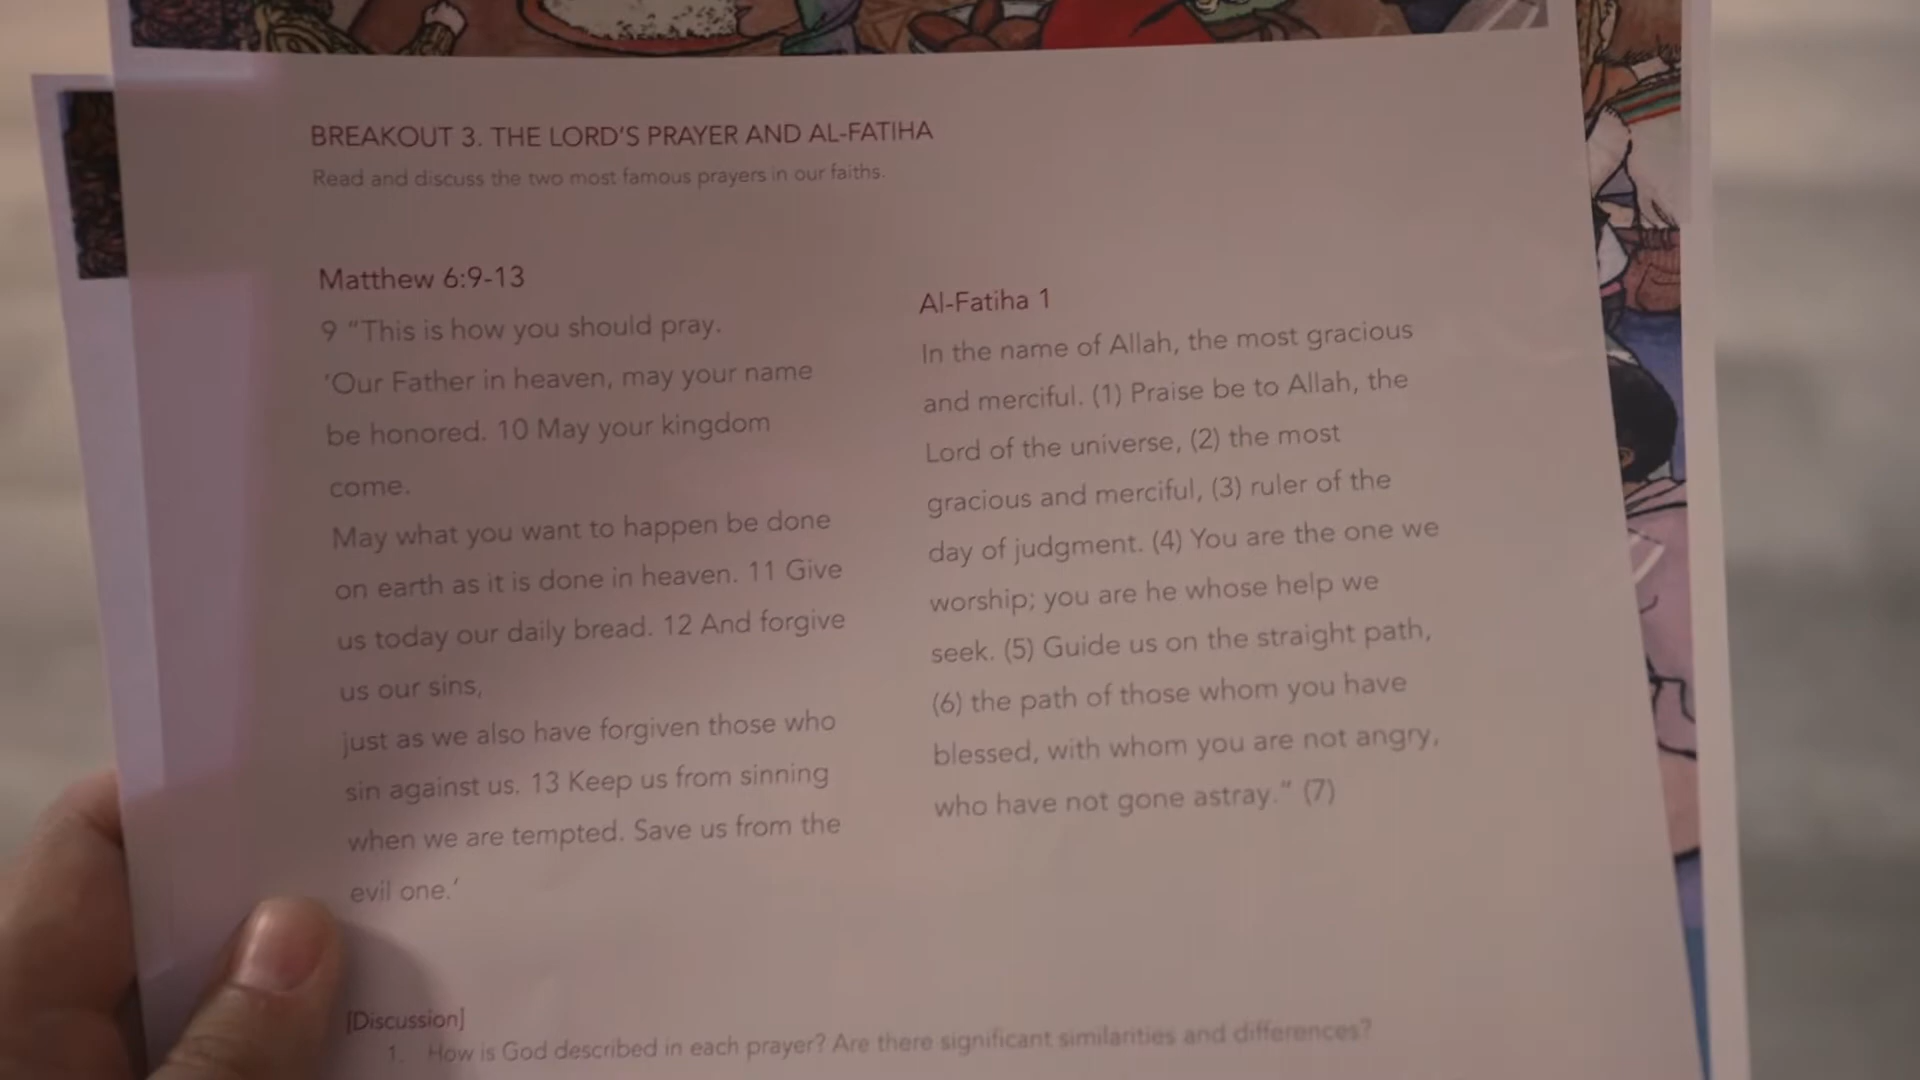 BREAKOUT 3. THE LORD'S PRAYER AND AL-FATIHA
Read and discuss the two most famous prayers in our faiths.
Matthew 6:9-13
9 “This is how you should pray.
‘Our Father in heaven, may your name
be honored. 10 May your kingdom
come.
May what you want to happen be done
on earth as it is done in heaven. 11 Give
us today our daily bread. 12 And forgive
us our sins,
just as we also have forgiven those who
sin against us. 13 Keep us from sinning
when we are tempted. Save us from the
evil one.’
Al-Fatiha 1
In the name of Allah, the most gracious
and merciful. (1) Praise be to Allah, the
Lord of the universe, (2) the most
gracious and merciful, (3) ruler of the
day of judgment. (4) You are the one we
worship; you are he whose help we
seek. (5) Guide us on the straight path,
(6) the path of those whom you have
blessed, with whom you are not angry,
who have not gone astray.” (7)
[Discussion]
1. How is God described in each prayer? Are there significant similarities and differences?